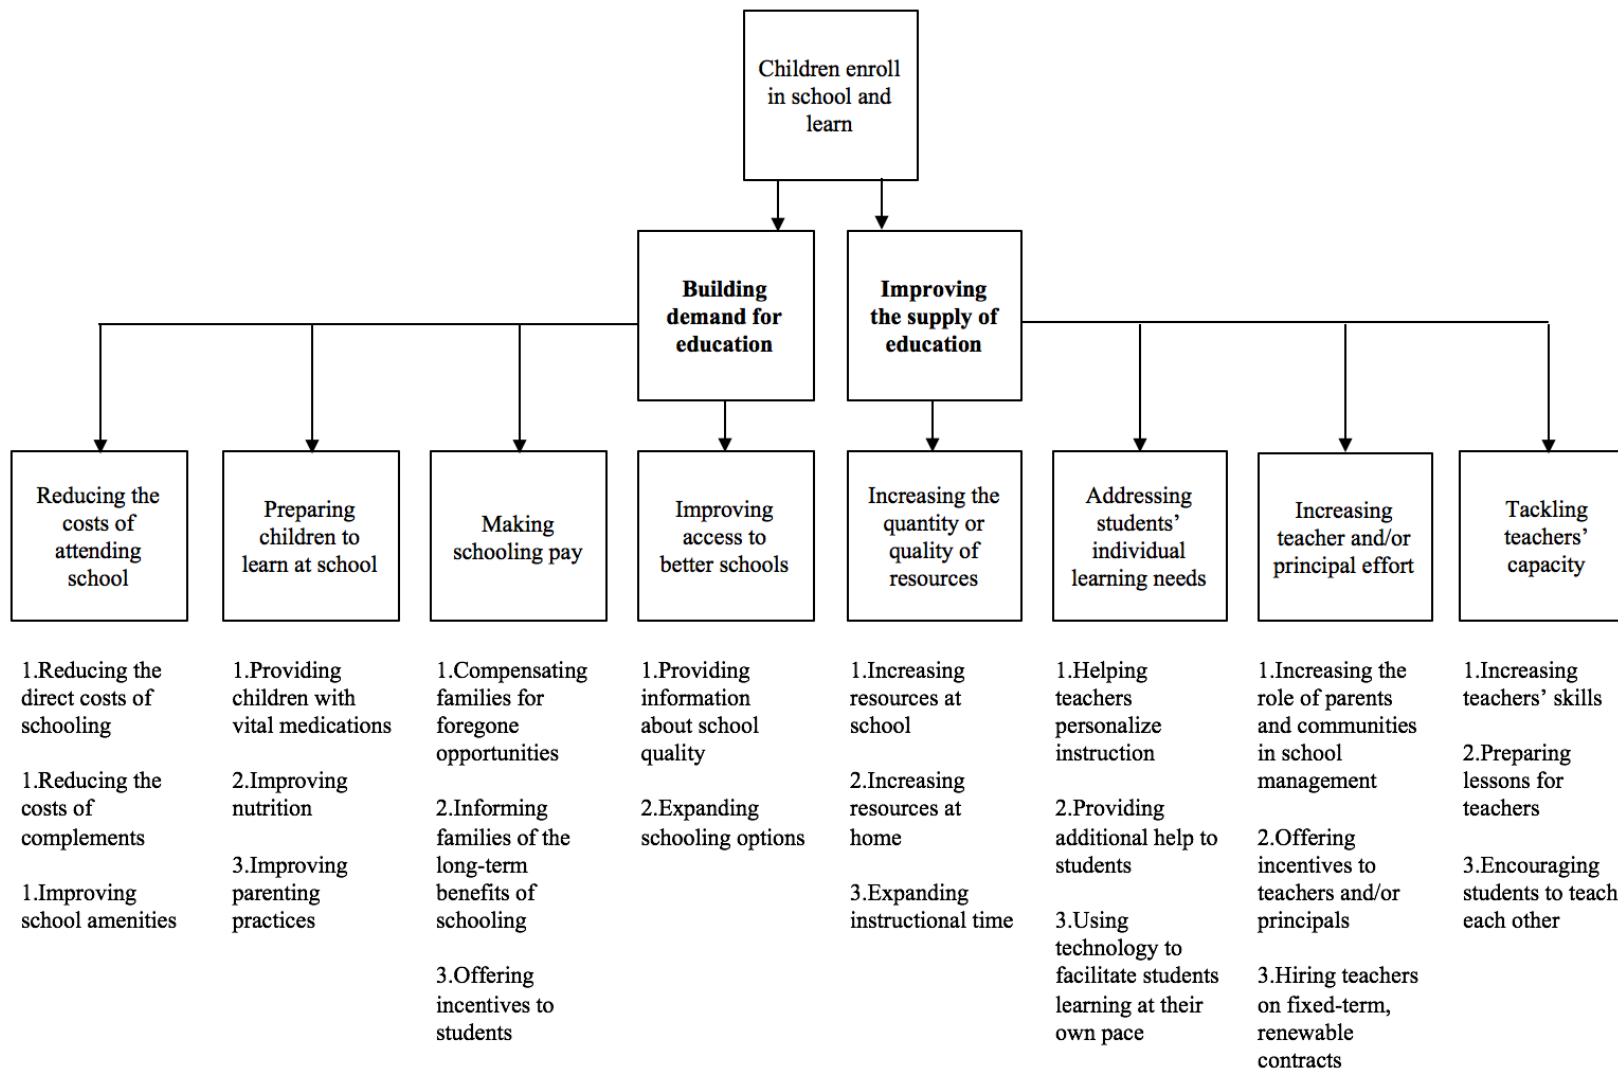 Children enroll
in school and
learn
Building
demand for
education
Improving
the supply of
education
Reducing the
costs of
attending
school
Preparing
children to
learn at school
Making
schooling pay
Improving
access to
better schools
Increasing the
quantity or
quality of
resources
Addressing
students’
individual
learning needs
Increasing
teacher and/or
principal effort
Tackling
teachers’
capacity
1.Reducing the
direct costs of
schooling
1.Reducing the
costs of
complements
1.Improving
school amenities
1.Providing
children with
vital medications
2.Improving
nutrition
3.Improving
parenting
practices
1.Compensating
families for
foregone
opportunities
2.Informing
families of the
long-term
benefits of
schooling
3.Offering
incentives to
students
1.Providing
information
about school
quality
2.Expanding
schooling options
1.Increasing
resources at
school
2.Increasing
resources at
home
3.Expanding
instructional time
1.Helping
teachers
personalize
instruction
2.Providing
additional help to
students
3.Using
technology to
facilitate students
learning at their
own pace
1.Increasing the
role of parents
and communities
in school
management
2.Offering
incentives to
teachers and/or
principals
3.Hiring teachers
on fixed-term,
renewable
contracts
1.Increasing
teachers’ skills
2.Preparing
lessons for
teachers
3.Encouraging
students to teach
each other